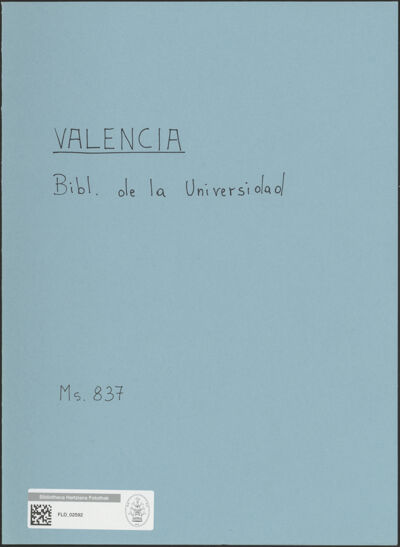 VALENCIA
Bibl. de la Universidad
Ms. 837
Bibliotheca Hertziana Fotothek
FLD_02592